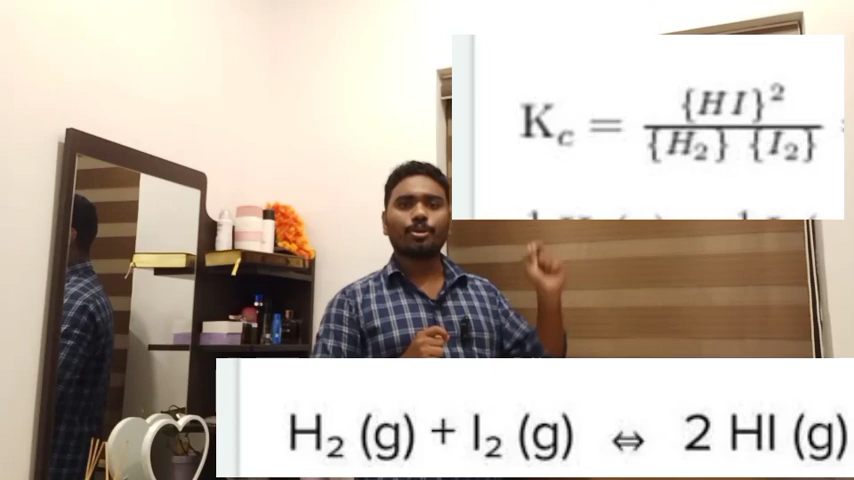 K_c = {HI}^2 / {H_2} {I_2}
H₂ (g) + I₂ (g) ⇔ 2 HI (g)